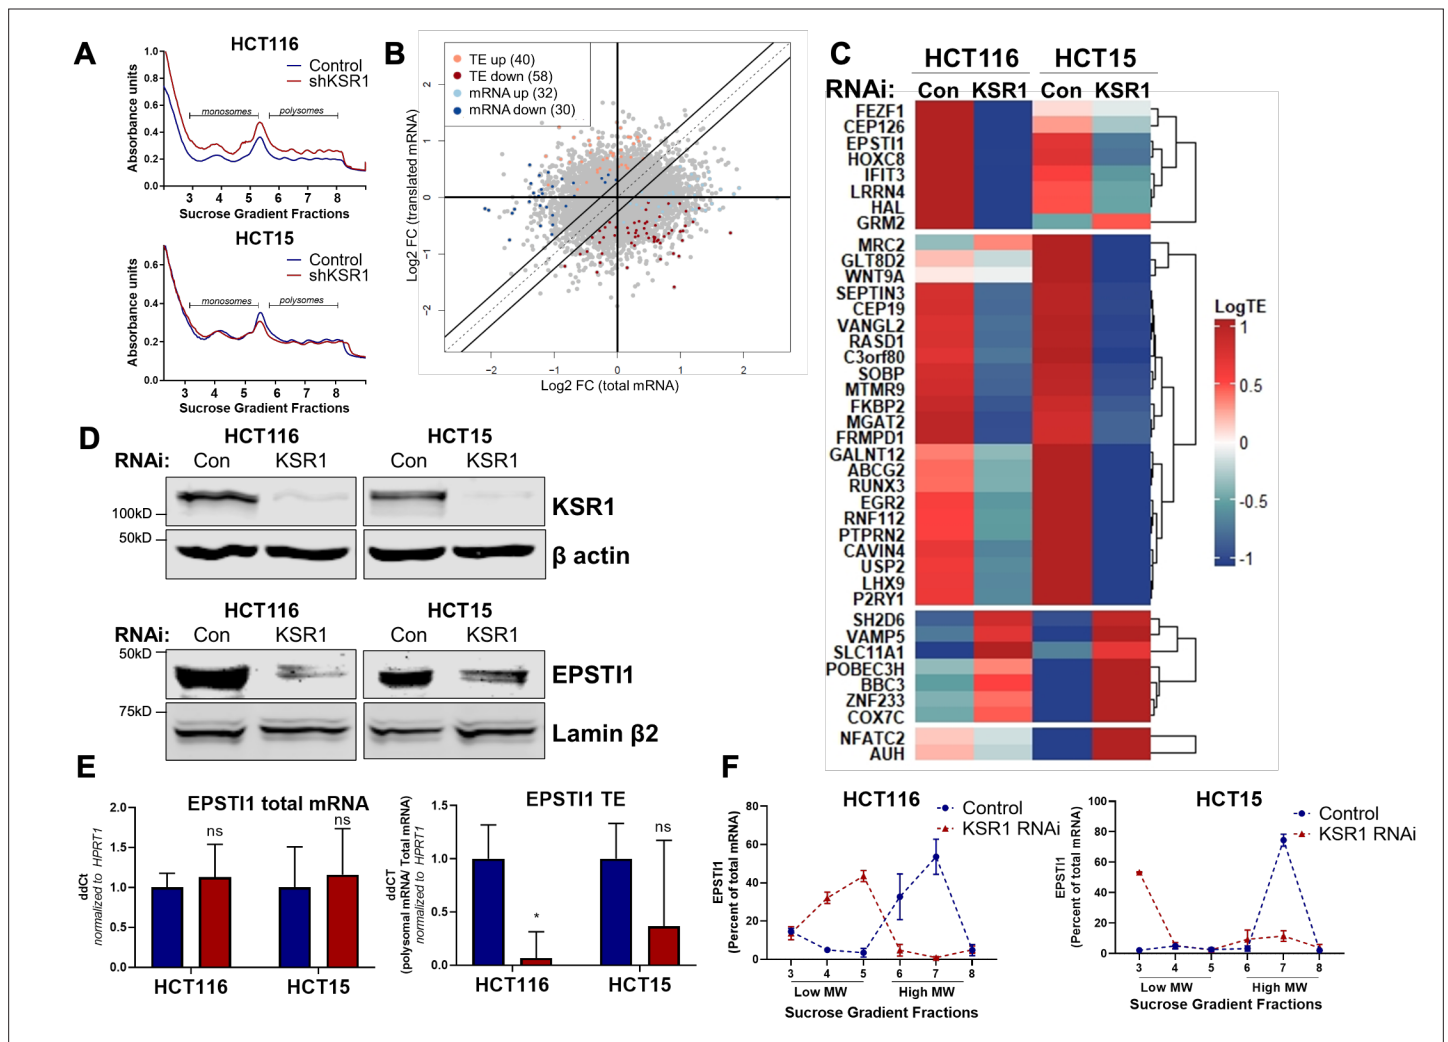 A
HCT116
Control
shKSR1
monosomes
polysomes
Absorbance units
1.0
0.8
0.6
0.4
0.2
0.0
3 4 5 6 7 8
Sucrose Gradient Fractions
HCT15
Control
shKSR1
monosomes
polysomes
Absorbance units
0.6
0.4
0.2
0.0
3 4 5 6 7 8
Sucrose Gradient Fractions
B
TE up (40)
TE down (58)
mRNA up (32)
mRNA down (30)
Log2 FC (translated mRNA)
2
1
0
−1
−2
−2 −1 0 1 2
Log2 FC (total mRNA)
C
HCT116 HCT15
RNAi: Con KSR1 Con KSR1
FEZF1
CEP126
EPSTI1
HOXC8
IFIT3
LRRN4
HAL
GRM2
MRC2
GLT8D2
WNT9A
SEPTIN3
CEP19
VANGL2
RASD1
C3orf80
SOBP
MTMR9
FKBP2
MGAT2
FRMPD1
GALNT12
ABCG2
RUNX3
EGR2
RNF112
PTPRN2
CAVIN4
USP2
LHX9
P2RY1
SH2D6
VAMP5
SLC11A1
POBEC3H
BBC3
ZNF233
COX7C
NFATC2
AUH
LogTE
1
0.5
0
-0.5
-1
D
HCT116 HCT15
RNAi: Con KSR1 Con KSR1
100kD
KSR1
50kD
β actin
HCT116 HCT15
RNAi: Con KSR1 Con KSR1
50kD
EPSTI1
75kD
Lamin β2
E
EPSTI1 total mRNA
ddCt
normalized to HPRT1
2.0
1.5
1.0
0.5
0.0
ns
ns
HCT116 HCT15
EPSTI1 TE
ddCT
(polysomal mRNA/ Total mRNA)
normalized to HPRT1
1.5
1.0
0.5
0.0
*
ns
HCT116 HCT15
F
HCT116
Control
KSR1 RNAi
EPSTI1
(Percent of total mRNA)
80
60
40
20
0
3 4 5 6 7 8
Low MW High MW
Sucrose Gradient Fractions
HCT15
Control
KSR1 RNAi
EPSTI1
(Percent of total mRNA)
100
80
60
40
20
0
3 4 5 6 7 8
Low MW High MW
Sucrose Gradient Fractions